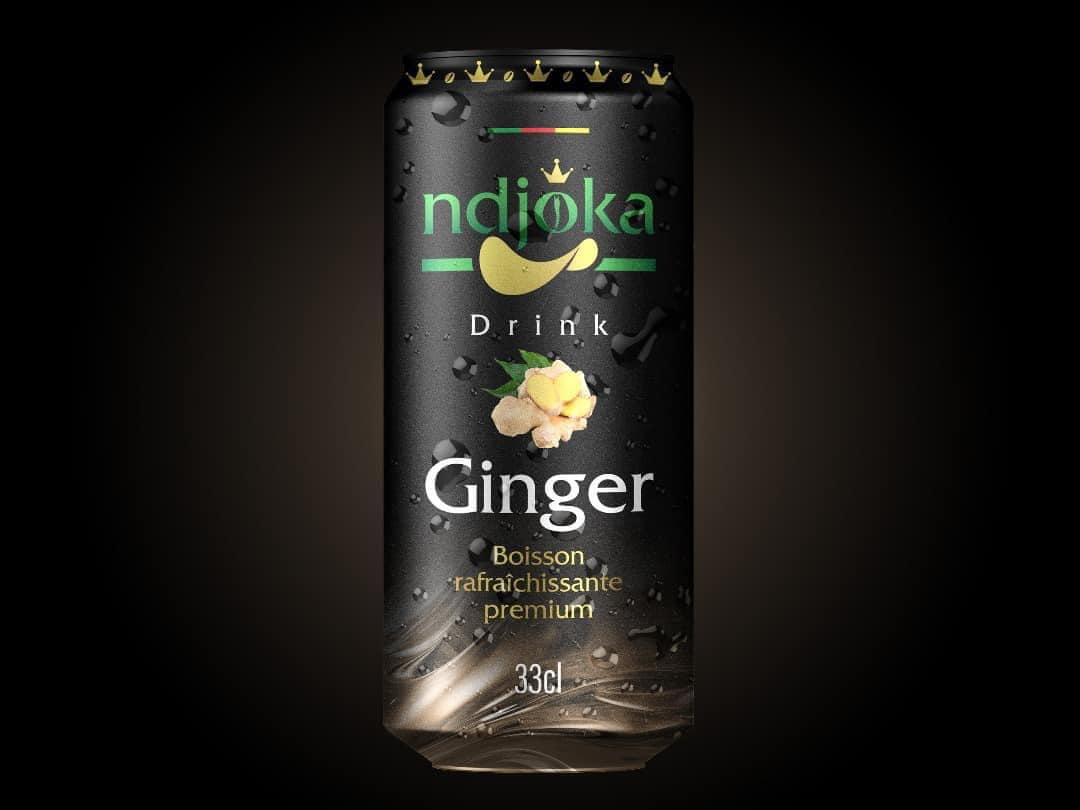 ndjoka
Drink
Ginger
Boisson
rafraîchissante
premium
33cl